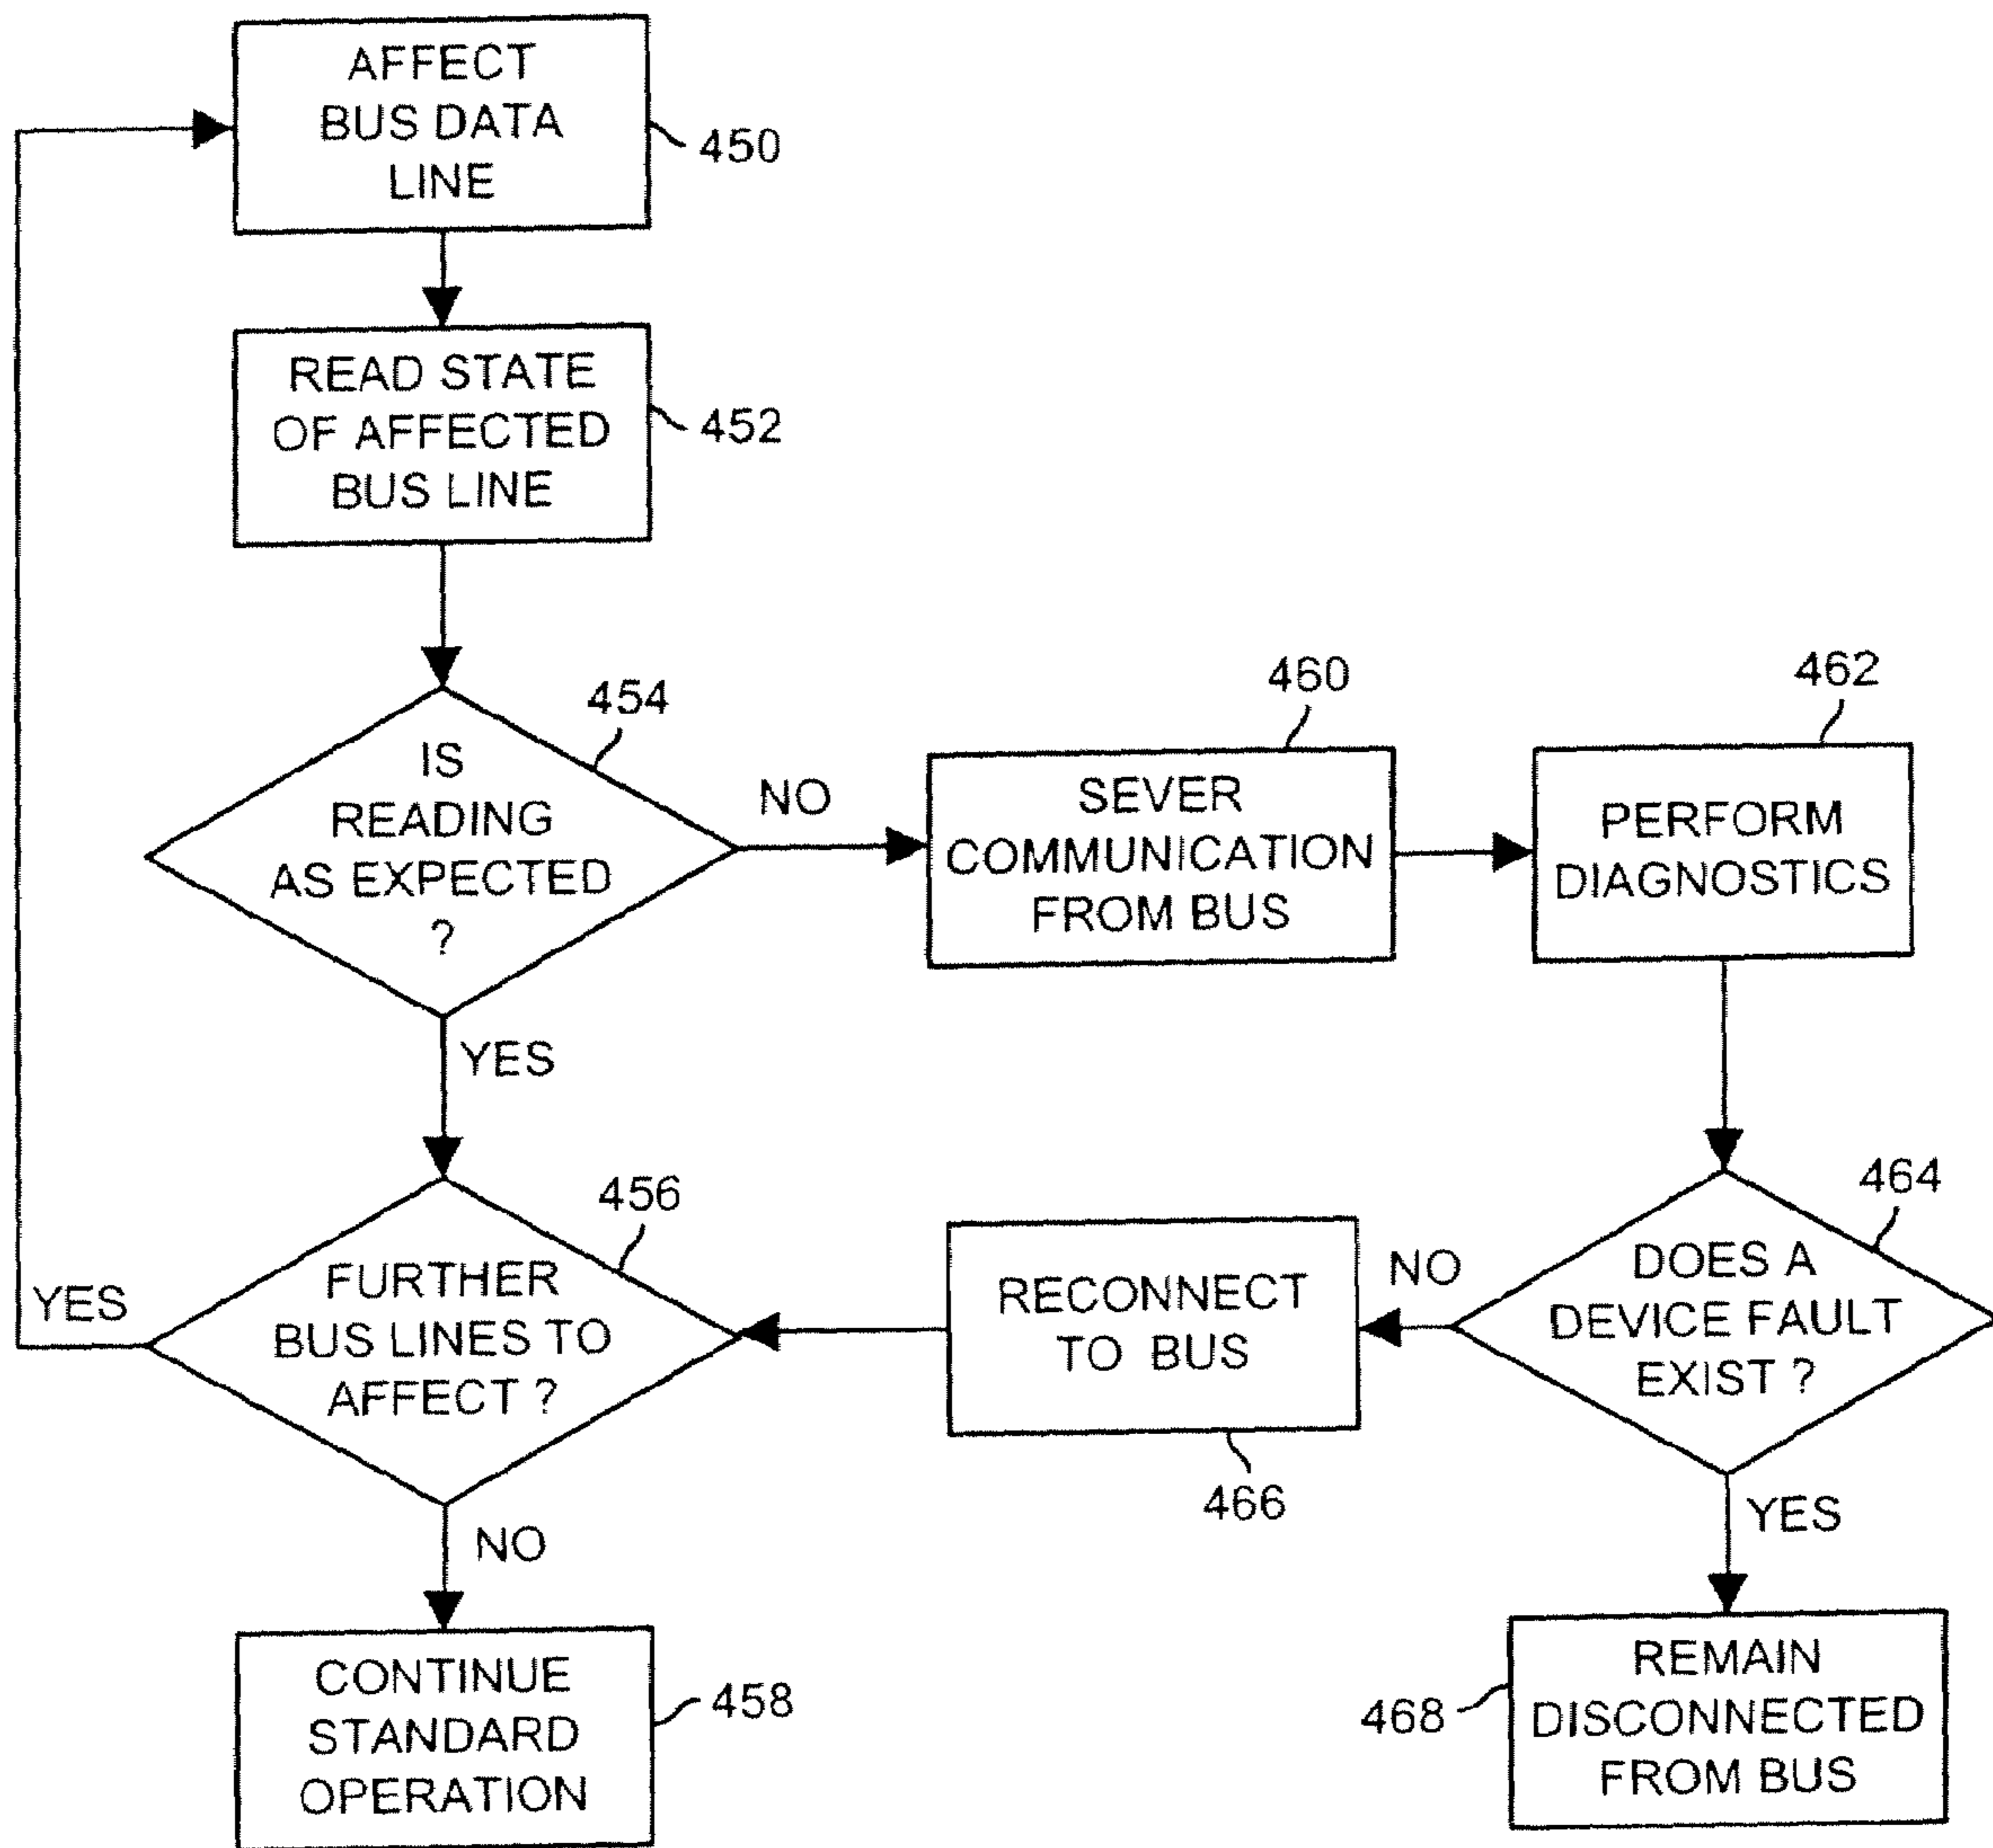 AFFECT
BUS DATA
LINE
450
READ STATE
OF AFFECTED
BUS LINE
452
454
IS
READING
AS EXPECTED
?
NO
YES
460
SEVER
COMMUNICATION
FROM BUS
462
PERFORM
DIAGNOSTICS
464
DOES A
DEVICE FAULT
EXIST ?
NO
YES
RECONNECT
TO BUS
466
456
FURTHER
BUS LINES TO
AFFECT ?
YES
NO
CONTINUE
STANDARD
OPERATION
458
REMAIN
DISCONNECTED
FROM BUS
468